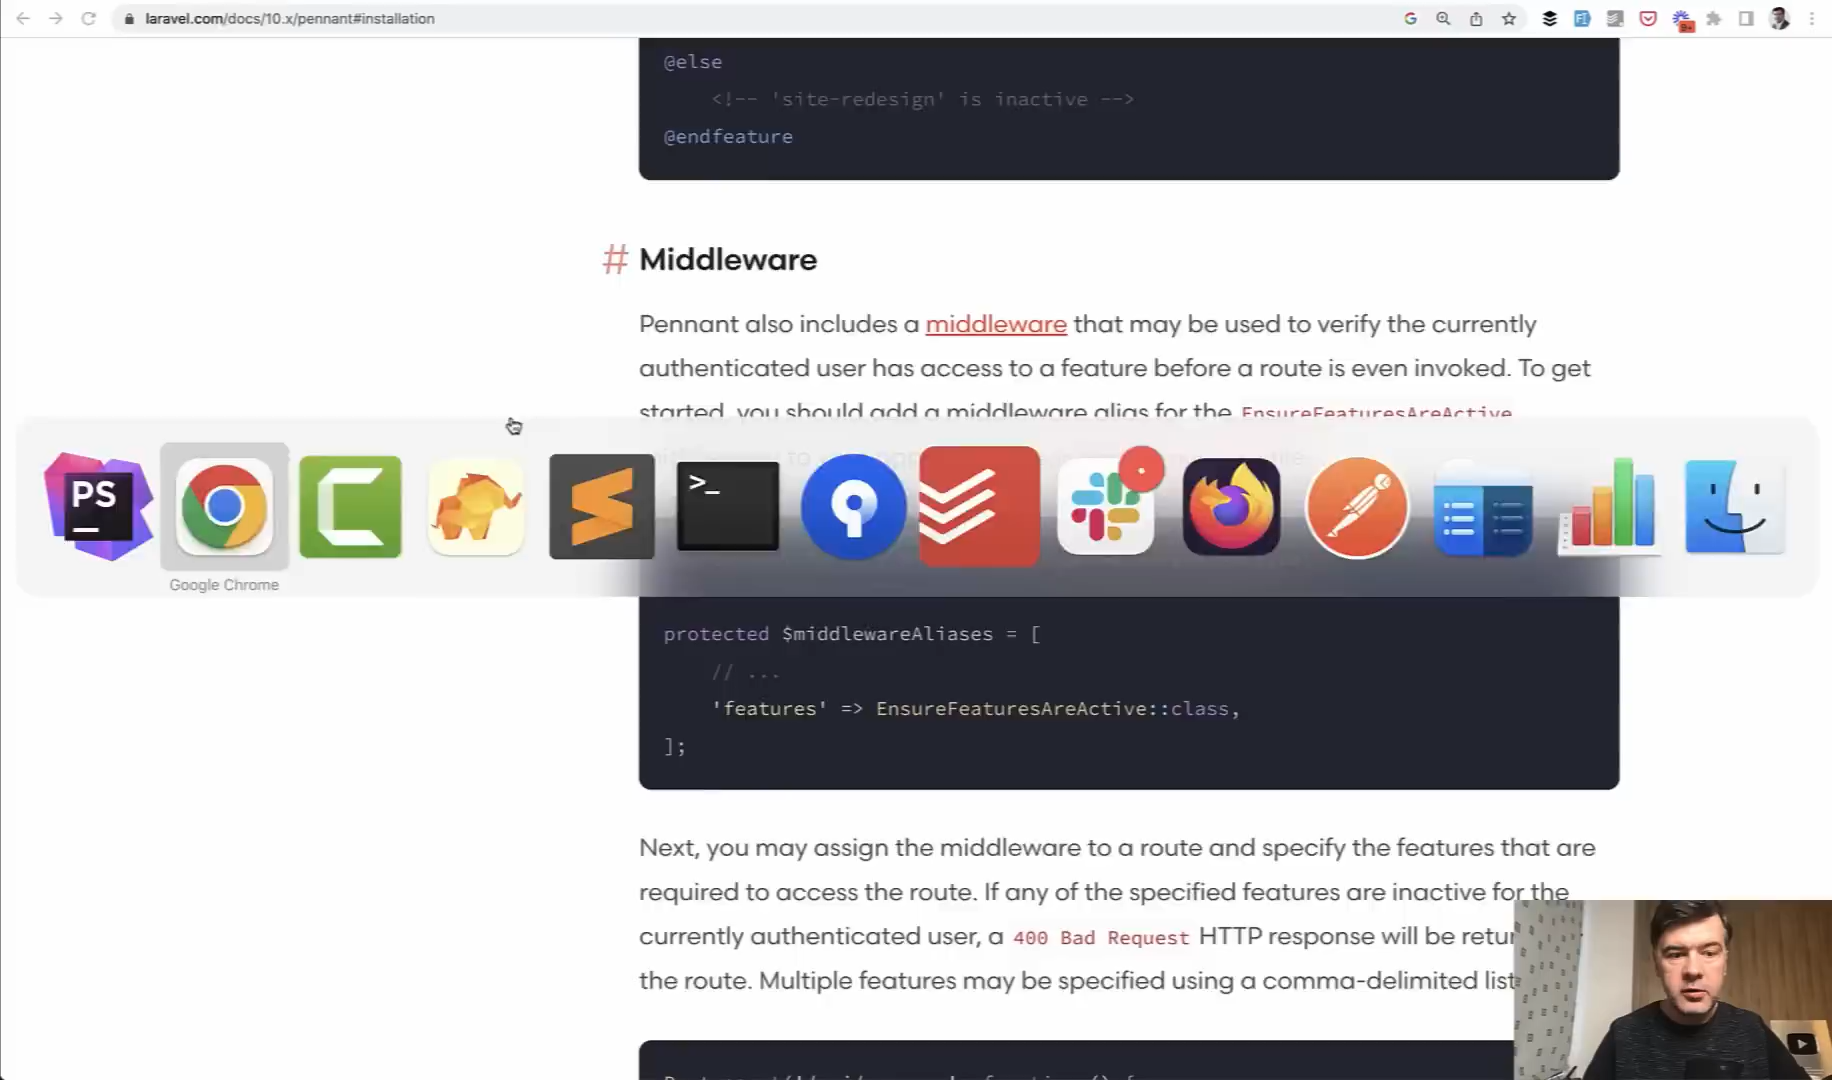 laravel.com/docs/10.x/pennant#installation
@else
<!-- 'site-redesign' is inactive -->
@endfeature
# Middleware
Pennant also includes a middleware that may be used to verify the currently
authenticated user has access to a feature before a route is even invoked. To get
started, you should add a middleware alias for the EnsureFeaturesAreActive
PS
>_
Google Chrome
protected $middlewareAliases = [
// ...
'features' => EnsureFeaturesAreActive::class,
];
Next, you may assign the middleware to a route and specify the features that are
required to access the route. If any of the specified features are inactive for the
currently authenticated user, a 400 Bad Request HTTP response will be retu
the route. Multiple features may be specified using a comma-delimited list